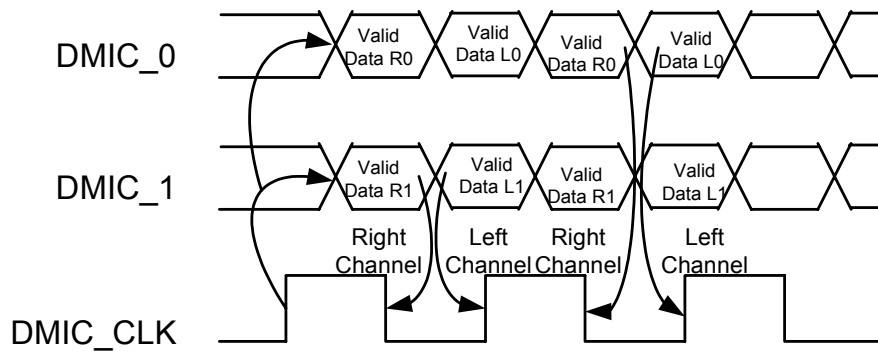 DMIC_0
Valid
Data R0
Valid
Data L0
Valid
Data R0
Valid
Data L0
DMIC_1
Valid
Data R1
Valid
Data L1
Valid
Data R1
Valid
Data L1
Right
Channel
Left
Channel
Right
Channel
Left
Channel
DMIC_CLK